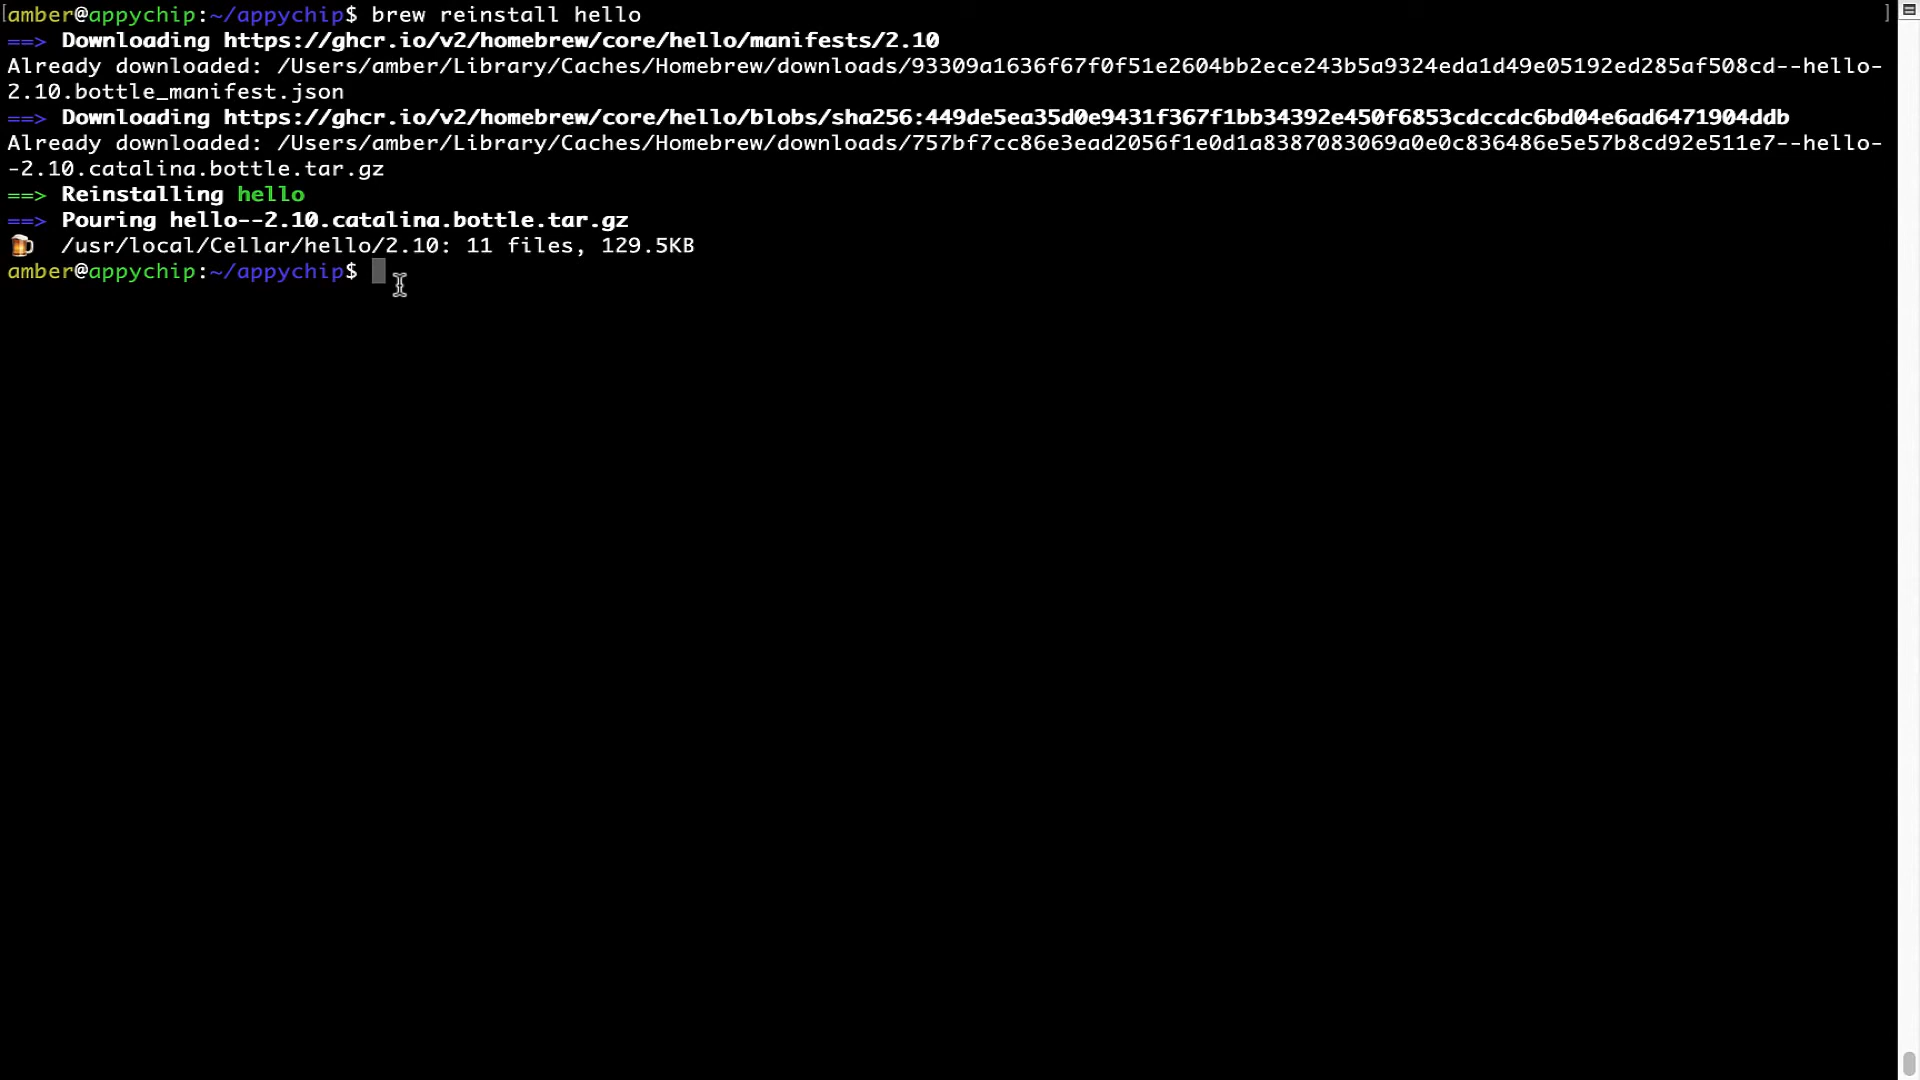 [amber@appychip:~/appychip$ brew reinstall hello ]
==> Downloading https://ghcr.io/v2/homebrew/core/hello/manifests/2.10
Already downloaded: /Users/amber/Library/Caches/Homebrew/downloads/93309a1636f67f0f51e2604bb2ece243b5a9324eda1d49e05192ed285af508cd--hello-
2.10.bottle_manifest.json
==> Downloading https://ghcr.io/v2/homebrew/core/hello/blobs/sha256:449de5ea35d0e9431f367f1bb34392e450f6853cdccdc6bd04e6ad6471904ddb
Already downloaded: /Users/amber/Library/Caches/Homebrew/downloads/757bf7cc86e3ead2056f1e0d1a8387083069a0e0c836486e5e57b8cd92e511e7--hello-
-2.10.catalina.bottle.tar.gz
==> Reinstalling hello
==> Pouring hello--2.10.catalina.bottle.tar.gz
🍺 /usr/local/Cellar/hello/2.10: 11 files, 129.5KB
amber@appychip:~/appychip$